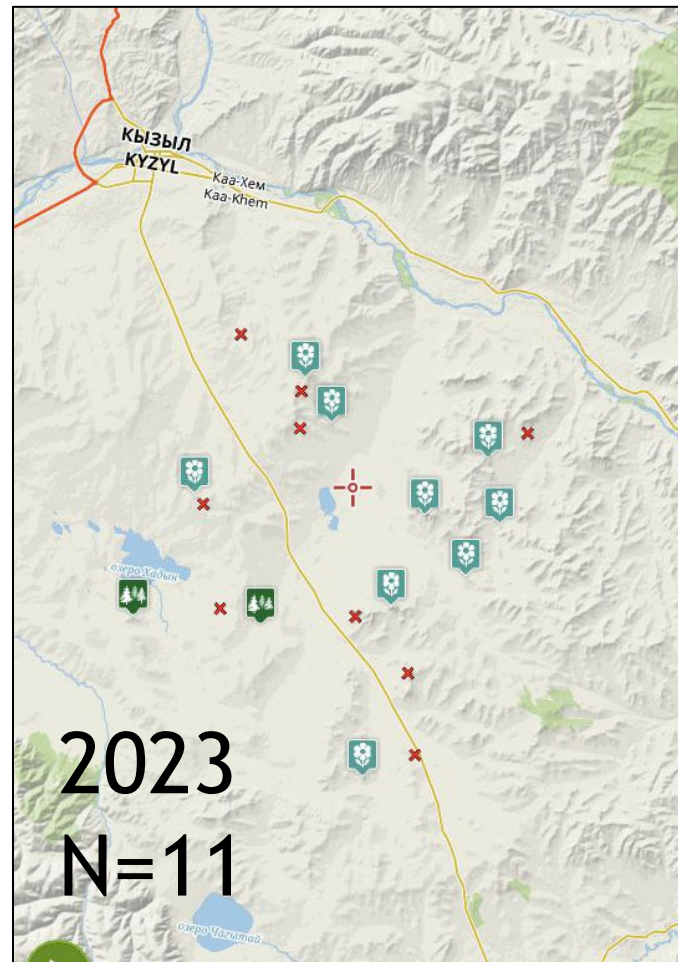 КЫЗЫЛ
KYZYL
Каа-Хем
Kaa-Khem
озеро Хадын
2023
N=11
озеро Чагытай